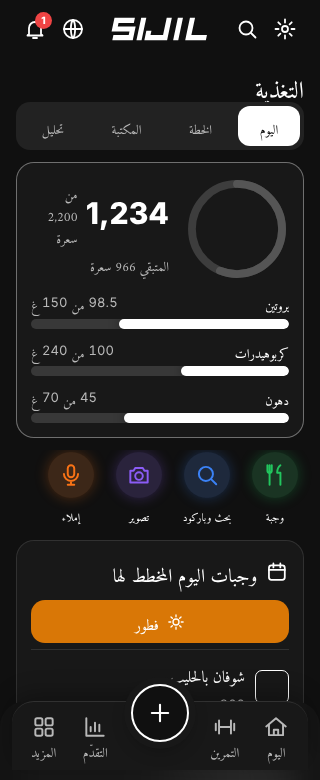 1
SIJIL
التغذية
اليوم
الخطة
المكتبة
تحليل
1,234
من
2,200
سعرة
المتبقي 966 سعرة
بروتين
98.5 من 150 غ
كربوهيدرات
100 من 240 غ
دهون
45 من 70 غ
وجبة
بحث وباركود
تصوير
إملاء
وجبات اليوم المخطط لها
فطور
شوفان بالحليب
اليوم
التمرين
التقدّم
المزيد